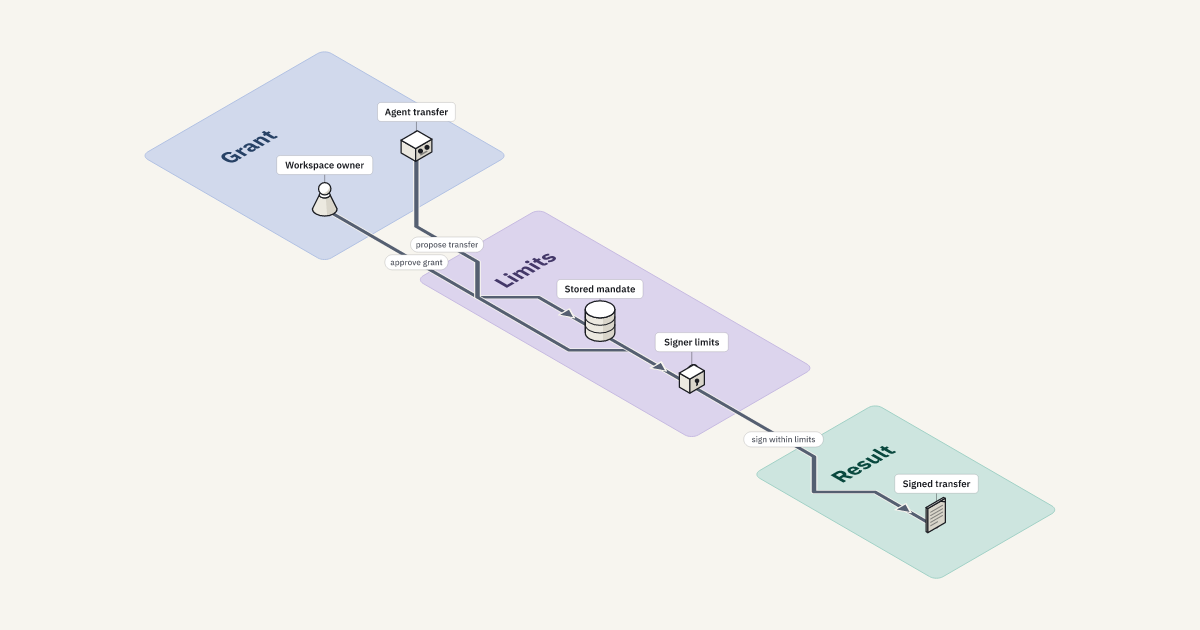 Grant
Agent transfer
Workspace owner
propose transfer
approve grant
Limits
Stored mandate
Signer limits
sign within limits
Result
Signed transfer